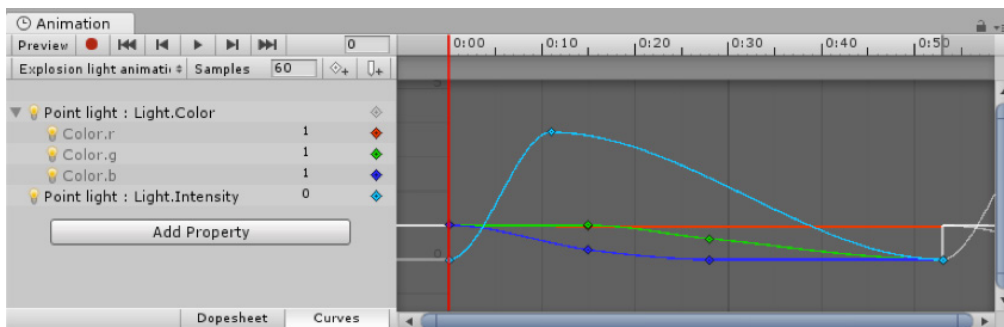 Animation
Preview 0 0:00 0:10 0:20 0:30 0:40 0:50
Explosion light animati Samples 60
5
Point light : Light.Color
Color.r 1
Color.g 1
Color.b 1
Point light : Light.Intensity 0
Add Property
0
Dopesheet Curves